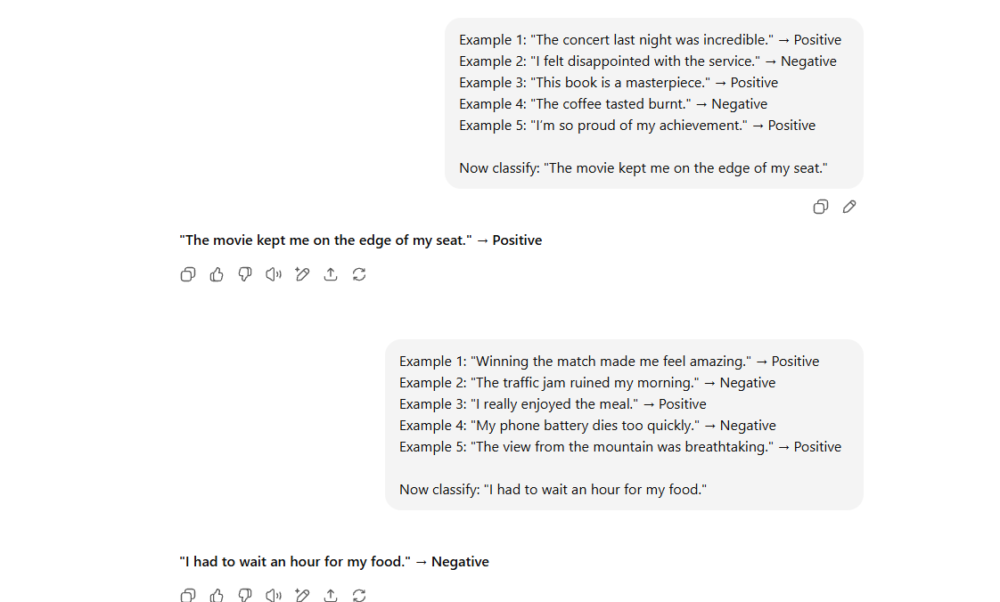 Example 1: "The concert last night was incredible." → Positive
Example 2: "I felt disappointed with the service." → Negative
Example 3: "This book is a masterpiece." → Positive
Example 4: "The coffee tasted burnt." → Negative
Example 5: "I’m so proud of my achievement." → Positive
Now classify: "The movie kept me on the edge of my seat."
"The movie kept me on the edge of my seat." → Positive
Example 1: "Winning the match made me feel amazing." → Positive
Example 2: "The traffic jam ruined my morning." → Negative
Example 3: "I really enjoyed the meal." → Positive
Example 4: "My phone battery dies too quickly." → Negative
Example 5: "The view from the mountain was breathtaking." → Positive
Now classify: "I had to wait an hour for my food."
"I had to wait an hour for my food." → Negative